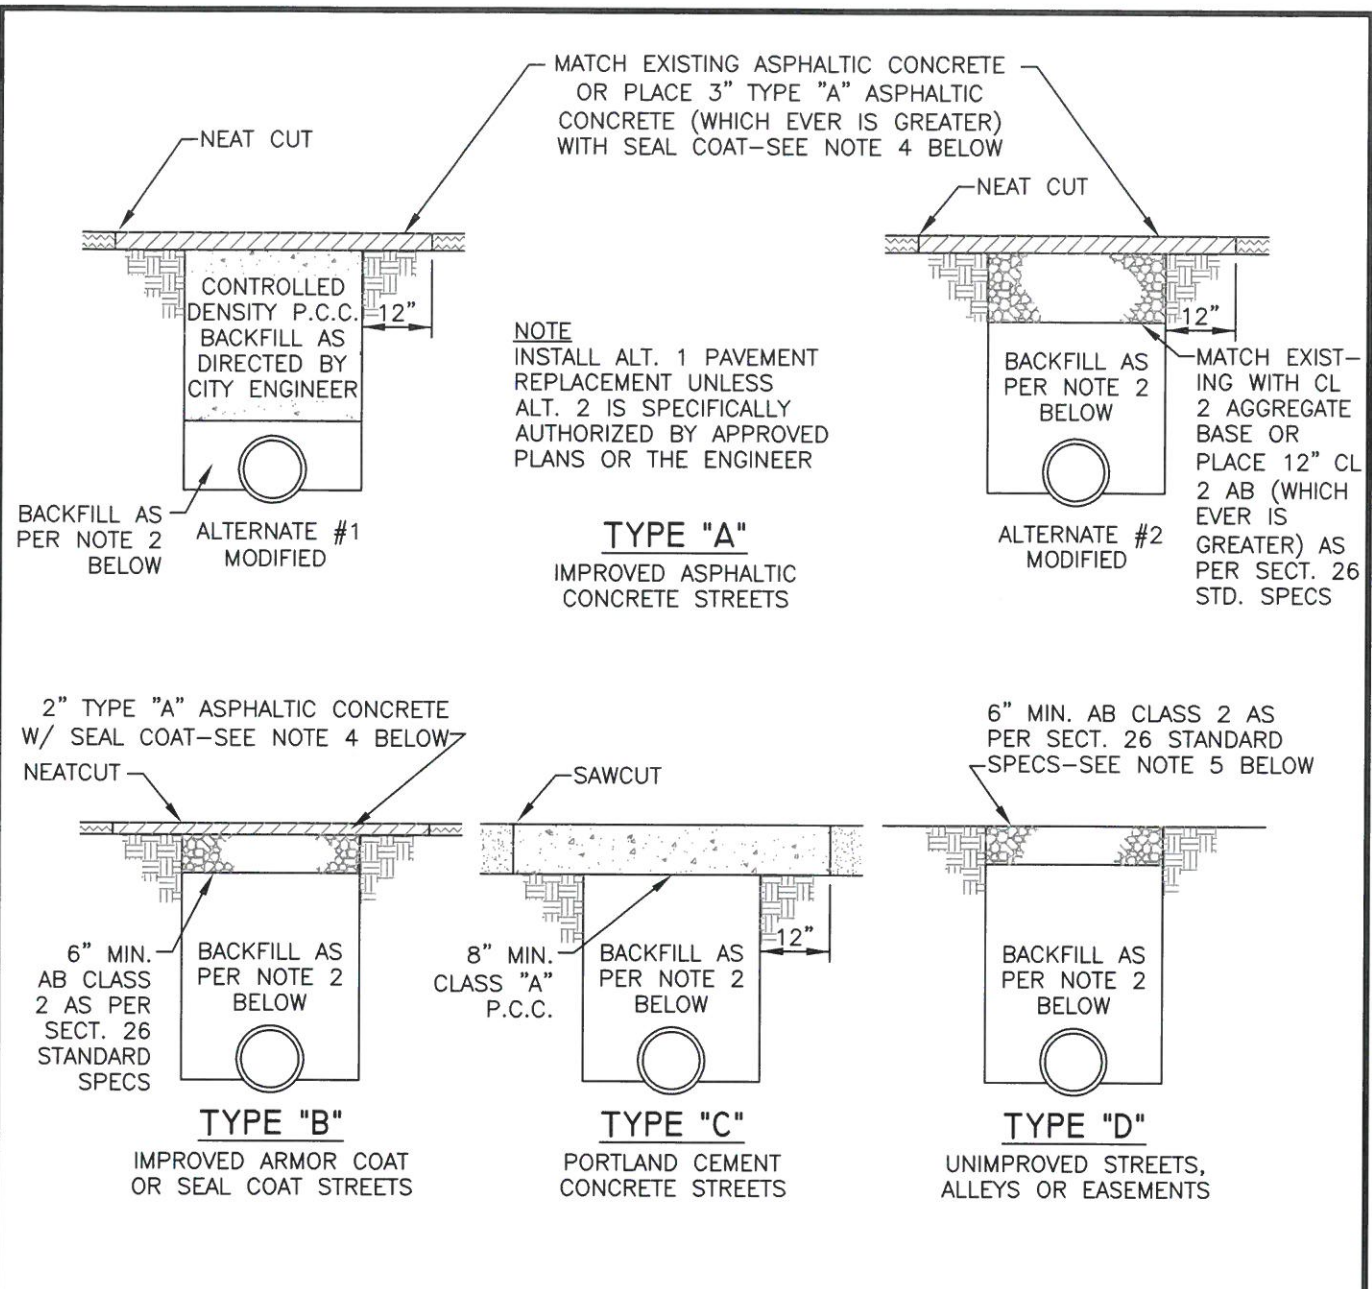 MATCH EXISTING ASPHALTIC CONCRETE
OR PLACE 3" TYPE "A" ASPHALTIC
CONCRETE (WHICH EVER IS GREATER)
WITH SEAL COAT-SEE NOTE 4 BELOW
NEAT CUT
NEAT CUT
CONTROLLED
DENSITY P.C.C.
BACKFILL AS
DIRECTED BY
CITY ENGINEER
12"
BACKFILL AS
PER NOTE 2
BELOW
ALTERNATE #1
MODIFIED
NOTE
INSTALL ALT. 1 PAVEMENT
REPLACEMENT UNLESS
ALT. 2 IS SPECIFICALLY
AUTHORIZED BY APPROVED
PLANS OR THE ENGINEER
TYPE "A"
IMPROVED ASPHALTIC
CONCRETE STREETS
BACKFILL AS
PER NOTE 2
BELOW
12"
MATCH EXIST-
ING WITH CL
2 AGGREGATE
BASE OR
PLACE 12" CL
2 AB (WHICH
EVER IS
GREATER) AS
PER SECT. 26
STD. SPECS
ALTERNATE #2
MODIFIED
2" TYPE "A" ASPHALTIC CONCRETE
W/ SEAL COAT-SEE NOTE 4 BELOW
NEATCUT
6" MIN.
AB CLASS
2 AS PER
SECT. 26
STANDARD
SPECS
BACKFILL AS
PER NOTE 2
BELOW
TYPE "B"
IMPROVED ARMOR COAT
OR SEAL COAT STREETS
SAWCUT
8" MIN.
CLASS "A"
P.C.C.
BACKFILL AS
PER NOTE 2
BELOW
12"
TYPE "C"
PORTLAND CEMENT
CONCRETE STREETS
6" MIN. AB CLASS 2 AS
PER SECT. 26 STANDARD
SPECS-SEE NOTE 5 BELOW
BACKFILL AS
PER NOTE 2
BELOW
TYPE "D"
UNIMPROVED STREETS,
ALLEYS OR EASEMENTS